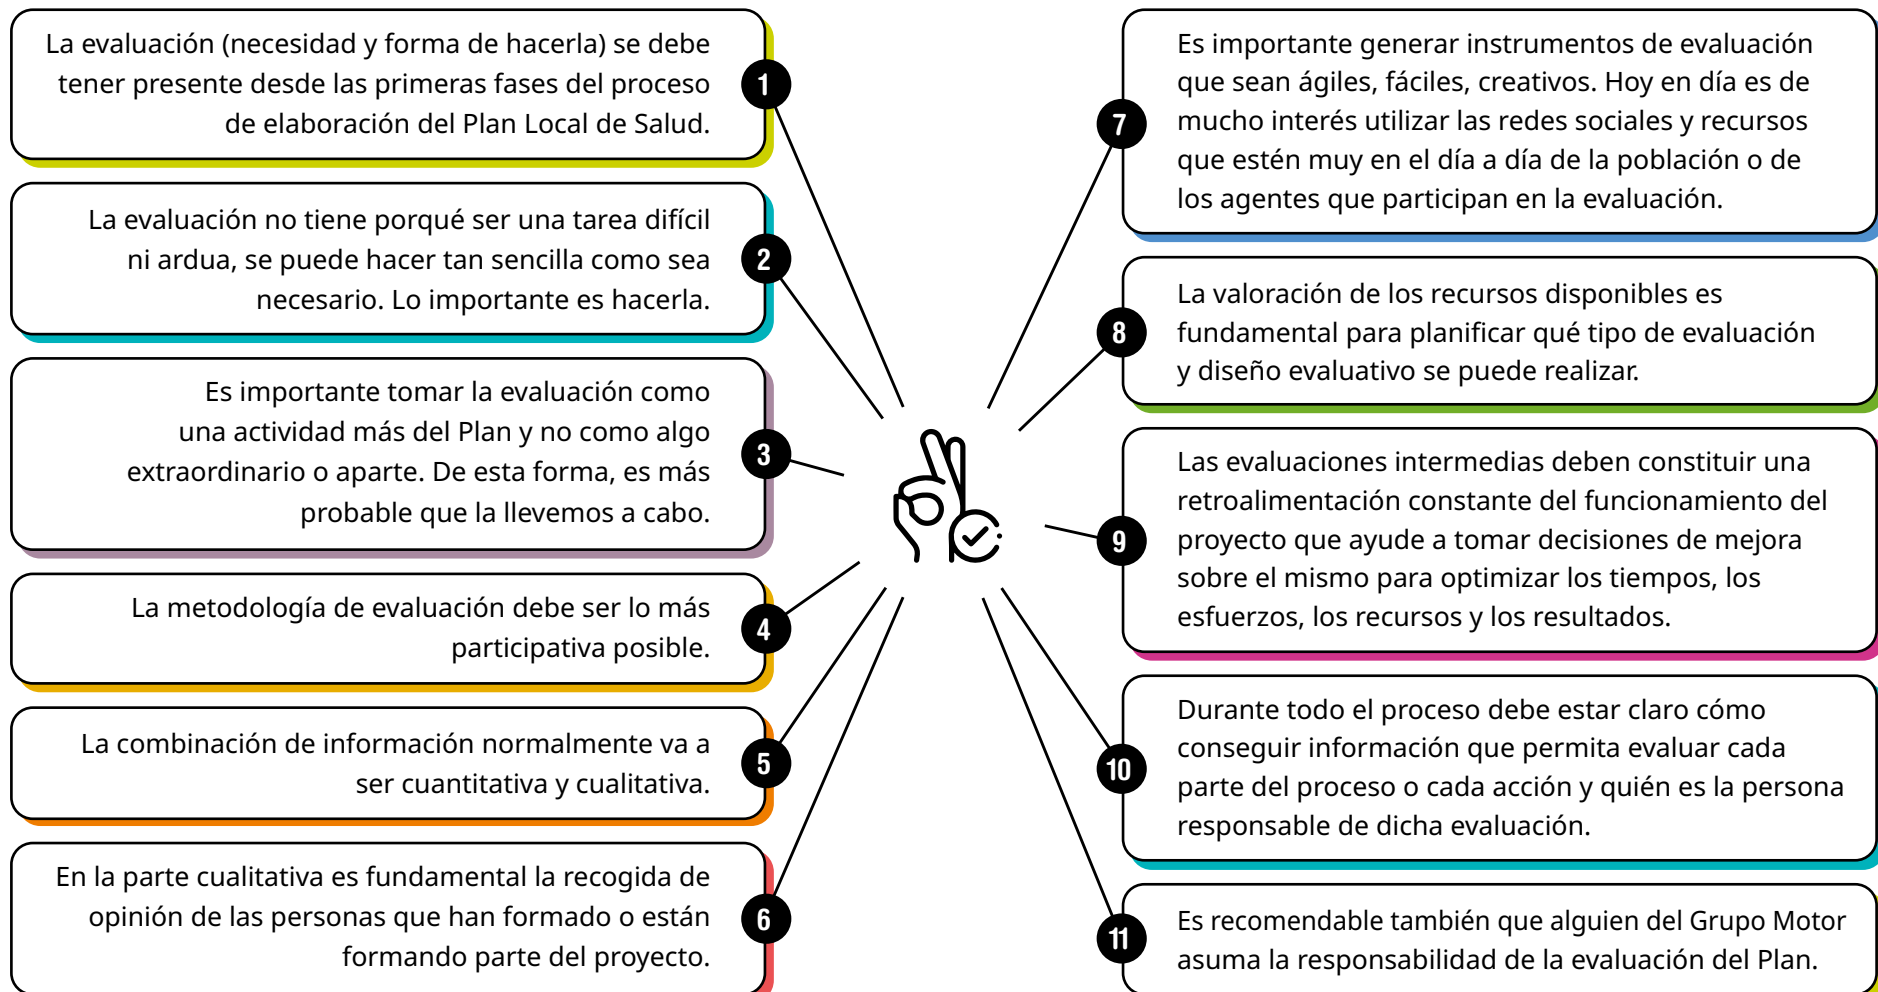 La evaluación (necesidad y forma de hacerla) se debe
tener presente desde las primeras fases del proceso
de elaboración del Plan Local de Salud.
1
La evaluación no tiene porqué ser una tarea difícil
ni ardua, se puede hacer tan sencilla como sea
necesario. Lo importante es hacerla.
2
Es importante tomar la evaluación como
una actividad más del Plan y no como algo
extraordinario o aparte. De esta forma, es más
probable que la llevemos a cabo.
3
La metodología de evaluación debe ser lo más
participativa posible.
4
La combinación de información normalmente va a
ser cuantitativa y cualitativa.
5
En la parte cualitativa es fundamental la recogida de
opinión de las personas que han formado o están
formando parte del proyecto.
6
7
Es importante generar instrumentos de evaluación
que sean ágiles, fáciles, creativos. Hoy en día es de
mucho interés utilizar las redes sociales y recursos
que estén muy en el día a día de la población o de
los agentes que participan en la evaluación.
8
La valoración de los recursos disponibles es
fundamental para planificar qué tipo de evaluación
y diseño evaluativo se puede realizar.
9
Las evaluaciones intermedias deben constituir una
retroalimentación constante del funcionamiento del
proyecto que ayude a tomar decisiones de mejora
sobre el mismo para optimizar los tiempos, los
esfuerzos, los recursos y los resultados.
10
Durante todo el proceso debe estar claro cómo
conseguir información que permita evaluar cada
parte del proceso o cada acción y quién es la persona
responsable de dicha evaluación.
11
Es recomendable también que alguien del Grupo Motor
asuma la responsabilidad de la evaluación del Plan.